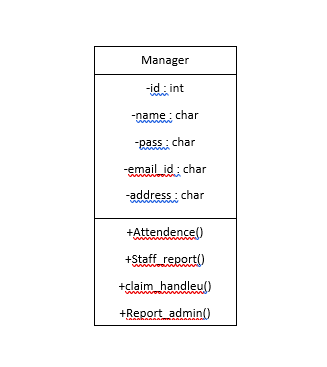 Manager
-id : int
-name : char
-pass : char
-email_id : char
-address : char
+Attendence()
+Staff_report()
+claim_handleu()
+Report_admin()